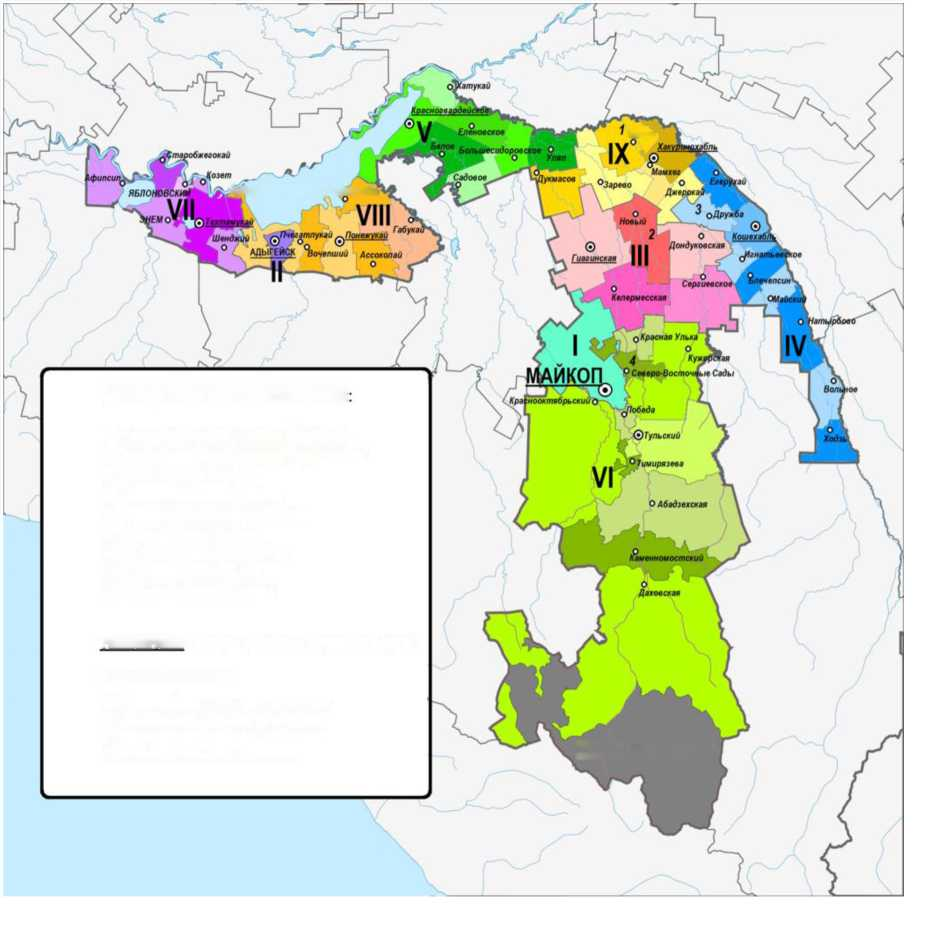 Хатукай
Красногвардейское
V
Еленовское
Белое
Большесидоровское
Уляп
Садовое
1
IX
Хакуринохабль
Мамхег
Дукмасов
Зарево
Джерокай
Егерухай
3
Дружба
Кошехабль
Старобжегокай
Афипсип
Козет
ЯБЛОНОВСКИЙ
VII
ЭНЕМ
Тахтамукай
Шенджий
VIII
Пчегатлукай
Понежукай
Габукай
АДЫГЕЙСК
Вочепший
Ассоколай
II
Новый
2
Дондуковская
Гиагинская
III
Игнатьевское
Сергиевское
Блечепсин
Келермесская
Майский
Натырбово
IV
I
Красная Улька
4
Кужорская
МАЙКОП
Северо-Восточные Сады
Вольное
Краснооктябрьский
Победа
Тульский
Ходзь
Тимирязева
VI
Абадзехская
Каменномостский
Даховская
: